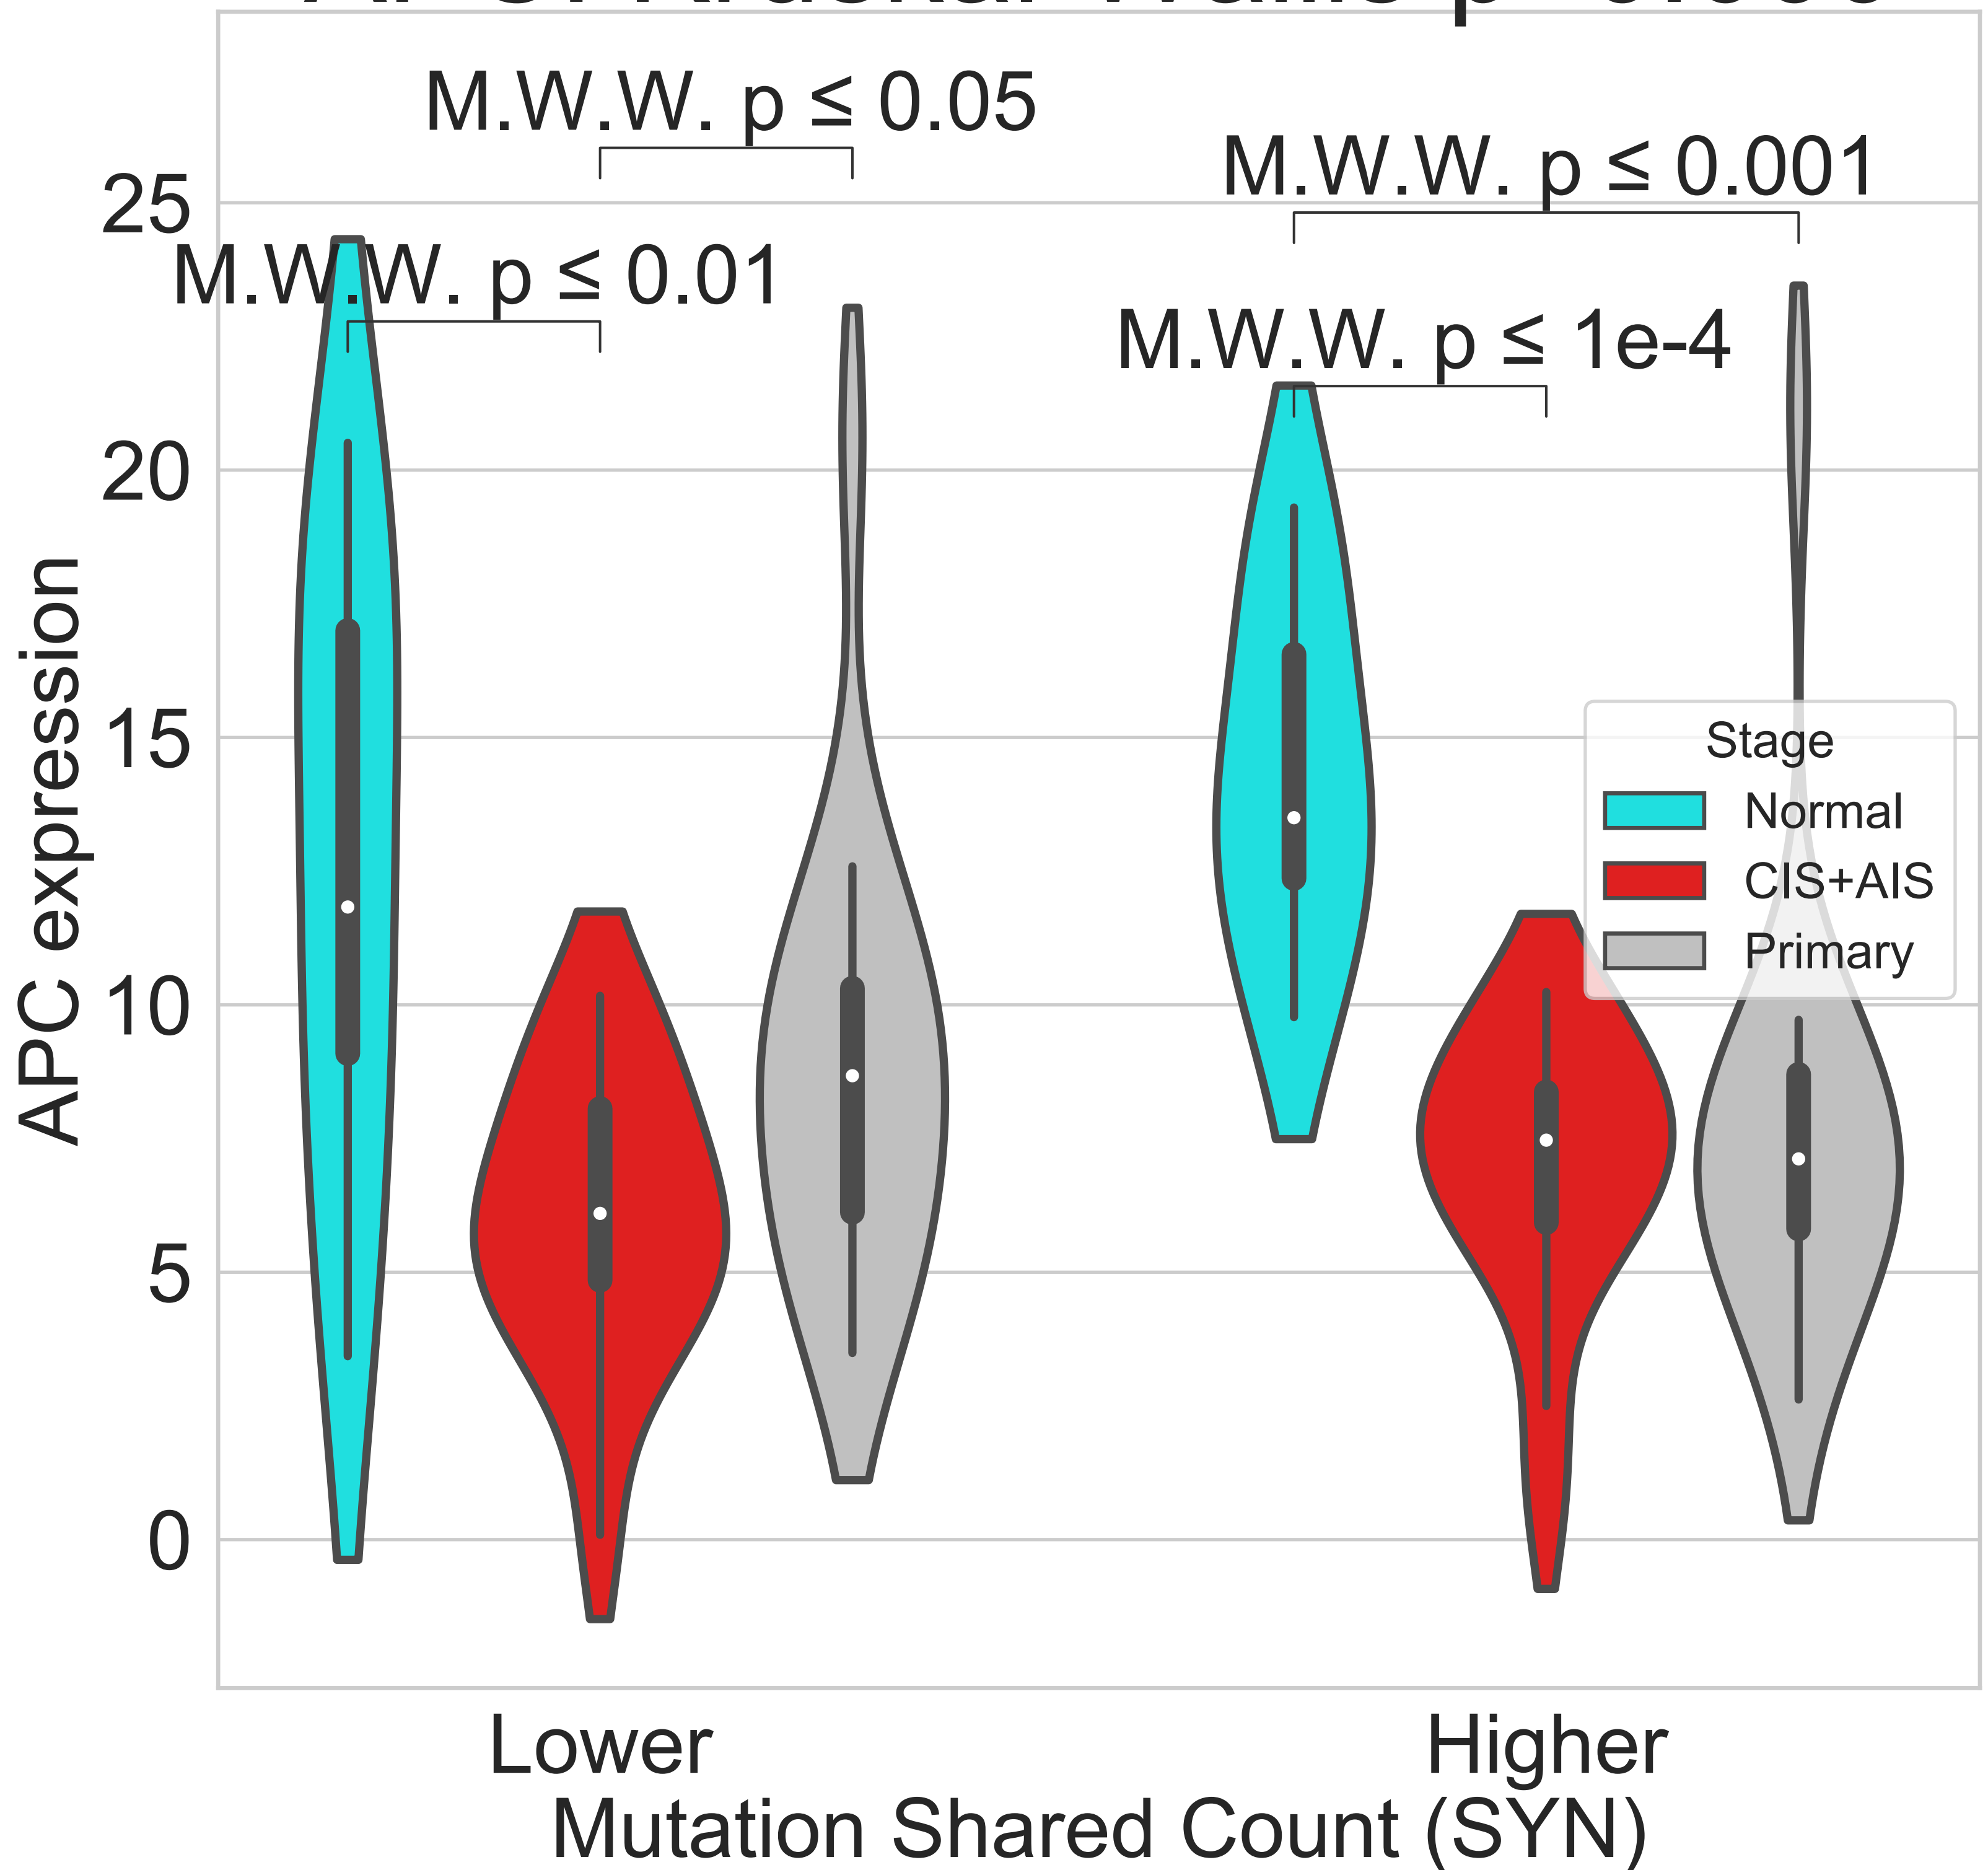 M.W.W. p ≤ 0.05
M.W.W. p ≤ 0.001
M.W.W. p ≤ 0.01
M.W.W. p ≤ 1e-4
25
20
15
10
5
0
APC expression
Stage
Normal
CIS+AIS
Primary
Lower
Higher
Mutation Shared Count (SYN)